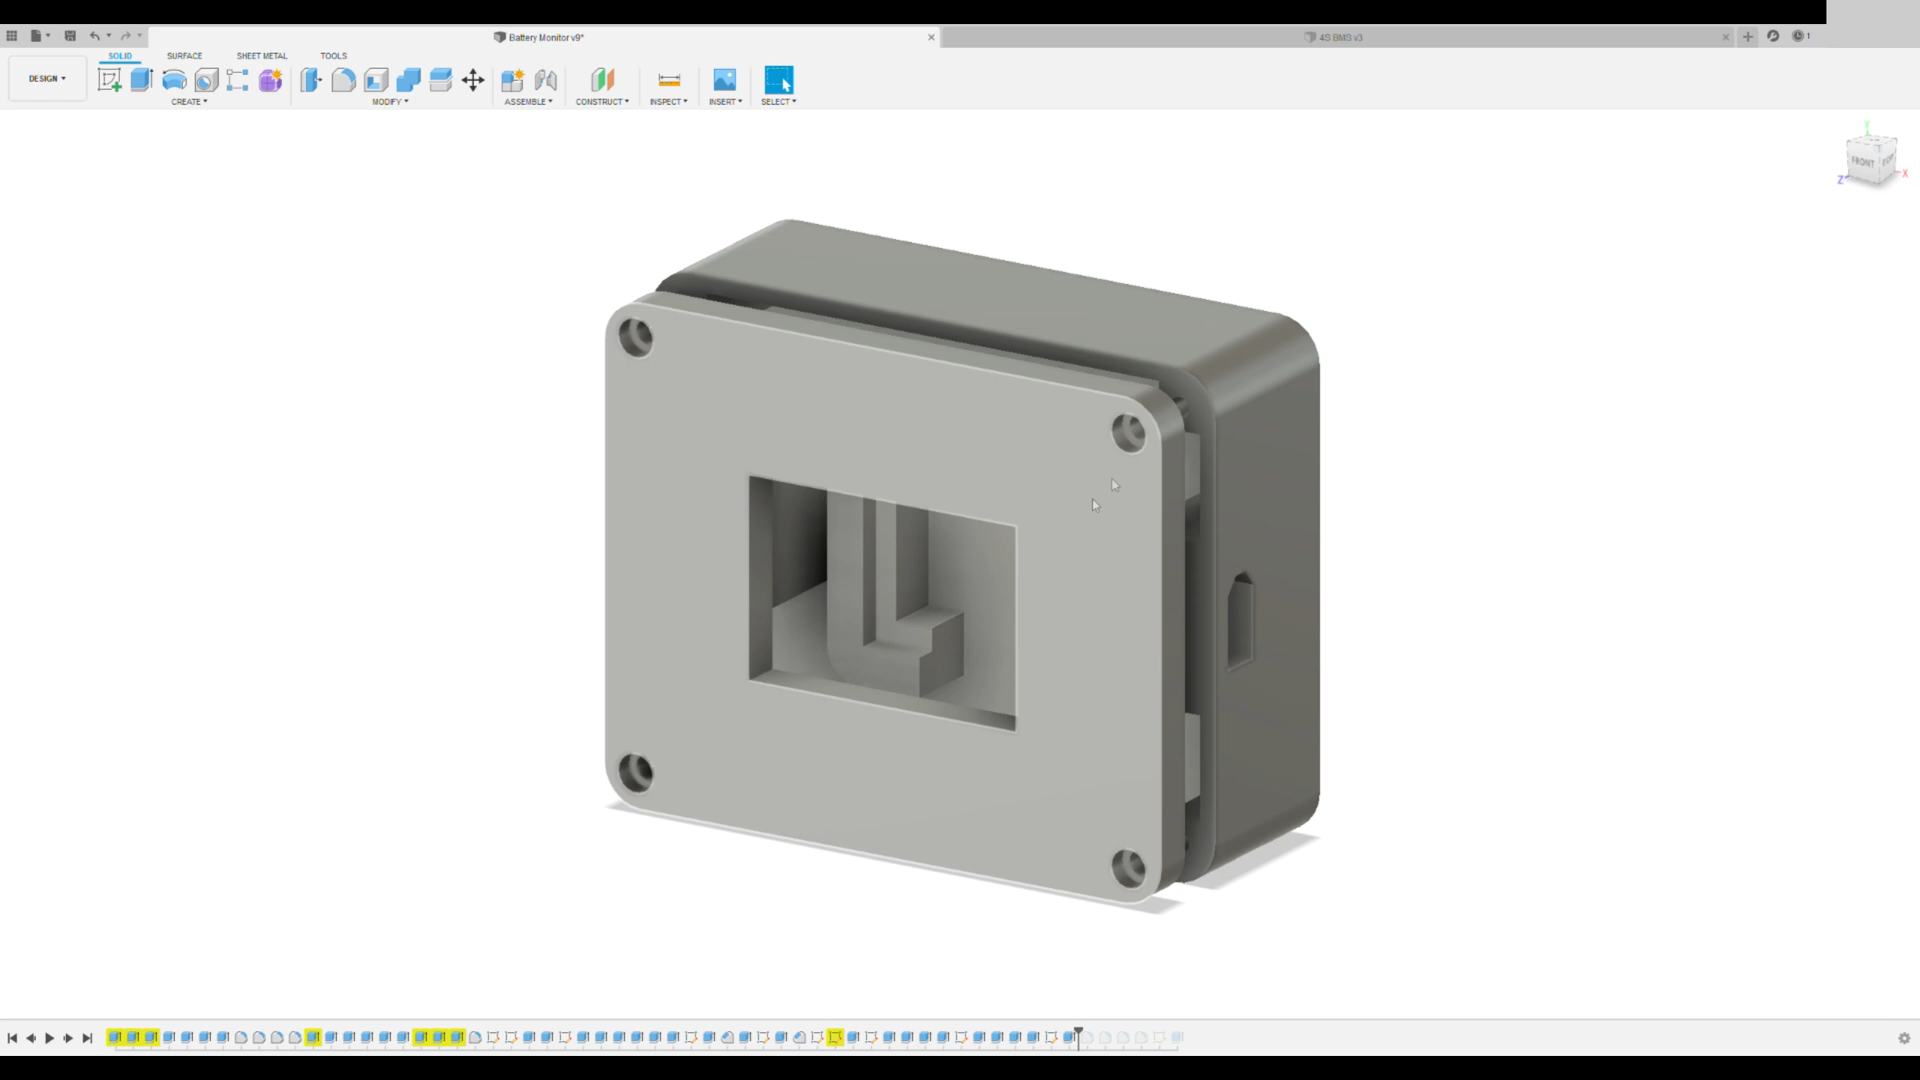 Battery Monitor v9*
4S BMS v3
1
SOLID
SURFACE
SHEET METAL
TOOLS
DESIGN
CREATE
MODIFY
ASSEMBLE
CONSTRUCT
INSPECT
INSERT
SELECT
Y
FRONT
Z
X